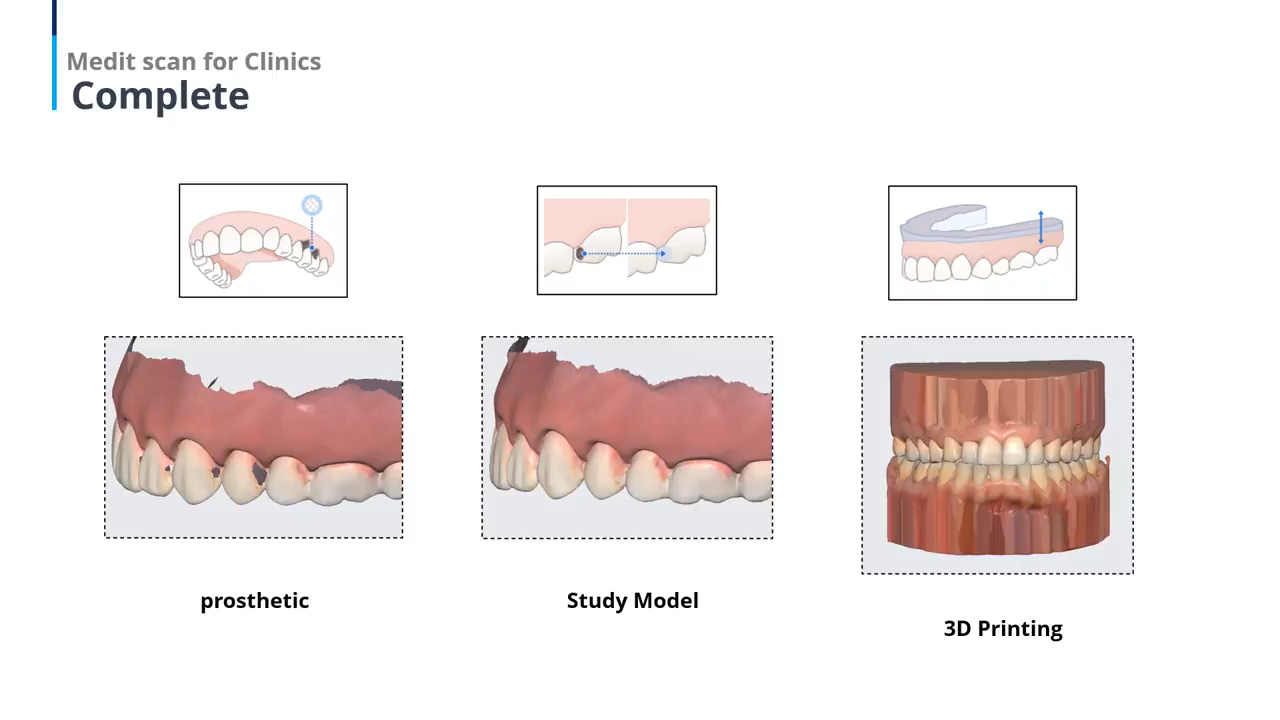 Medit scan for Clinics
Complete
prosthetic
Study Model
3D Printing